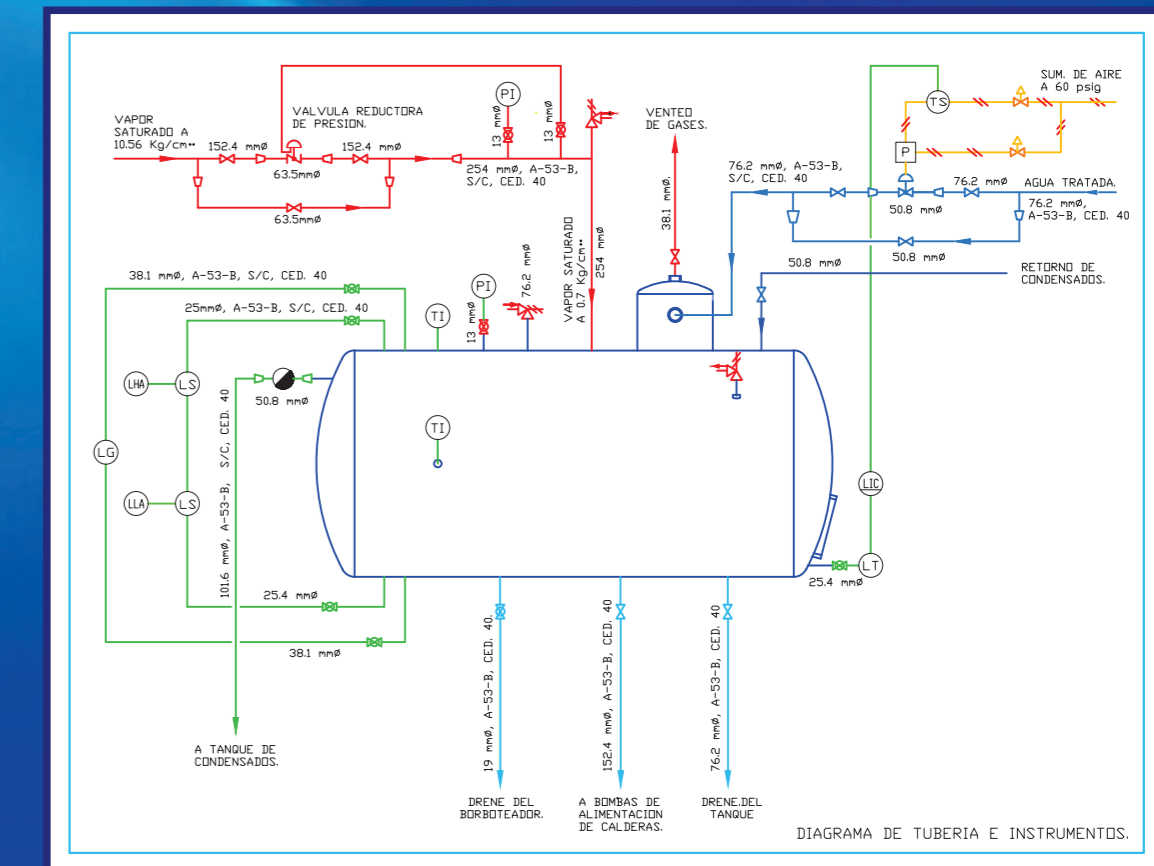 VAPOR
SATURADO A
10.56 Kg/cm••
152.4 mmØ
VALVULA REDUCTORA
DE PRESION.
152.4 mmØ
63.5mmØ
63.5mmØ
PI
13 mmØ
13 mmØ
254 mmØ, A-53-B,
S/C, CED. 40
VAPOR SATURADO
A 0.7 Kg/cm••
254 mmØ
VENTEO
DE GASES.
38.1 mmØ.
TS
SUM. DE AIRE
A 60 psig
P
76.2 mmØ, A-53-B,
S/C, CED. 40
76.2 mmØ
AGUA TRATADA.
50.8 mmØ
76.2 mmØ,
A-53-B, CED. 40
50.8 mmØ
50.8 mmØ
RETORNO DE
CONDENSADOS.
38.1 mmØ, A-53-B, S/C, CED. 40
25mmØ, A-53-B, S/C, CED. 40
TI
PI
13 mmØ
76.2 mmØ
LHA
LS
50.8 mmØ
LG
LLA
LS
101.6 mmØ, A-53-B, S/C, CED. 40
TI
LIC
LT
25.4 mmØ
25.4 mmØ
38.1 mmØ
19 mmØ, A-53-B, CED. 40.
152.4 mmØ, A-53-B, CED. 40
76.2 mmØ, A-53-B, CED. 40
A TANQUE DE
CONDENSADOS.
DRENE DEL
BORBOTEADOR.
A BOMBAS DE
ALIMENTACION
DE CALDERAS.
DRENE.DEL
TANQUE
DIAGRAMA DE TUBERIA E INSTRUMENTOS.